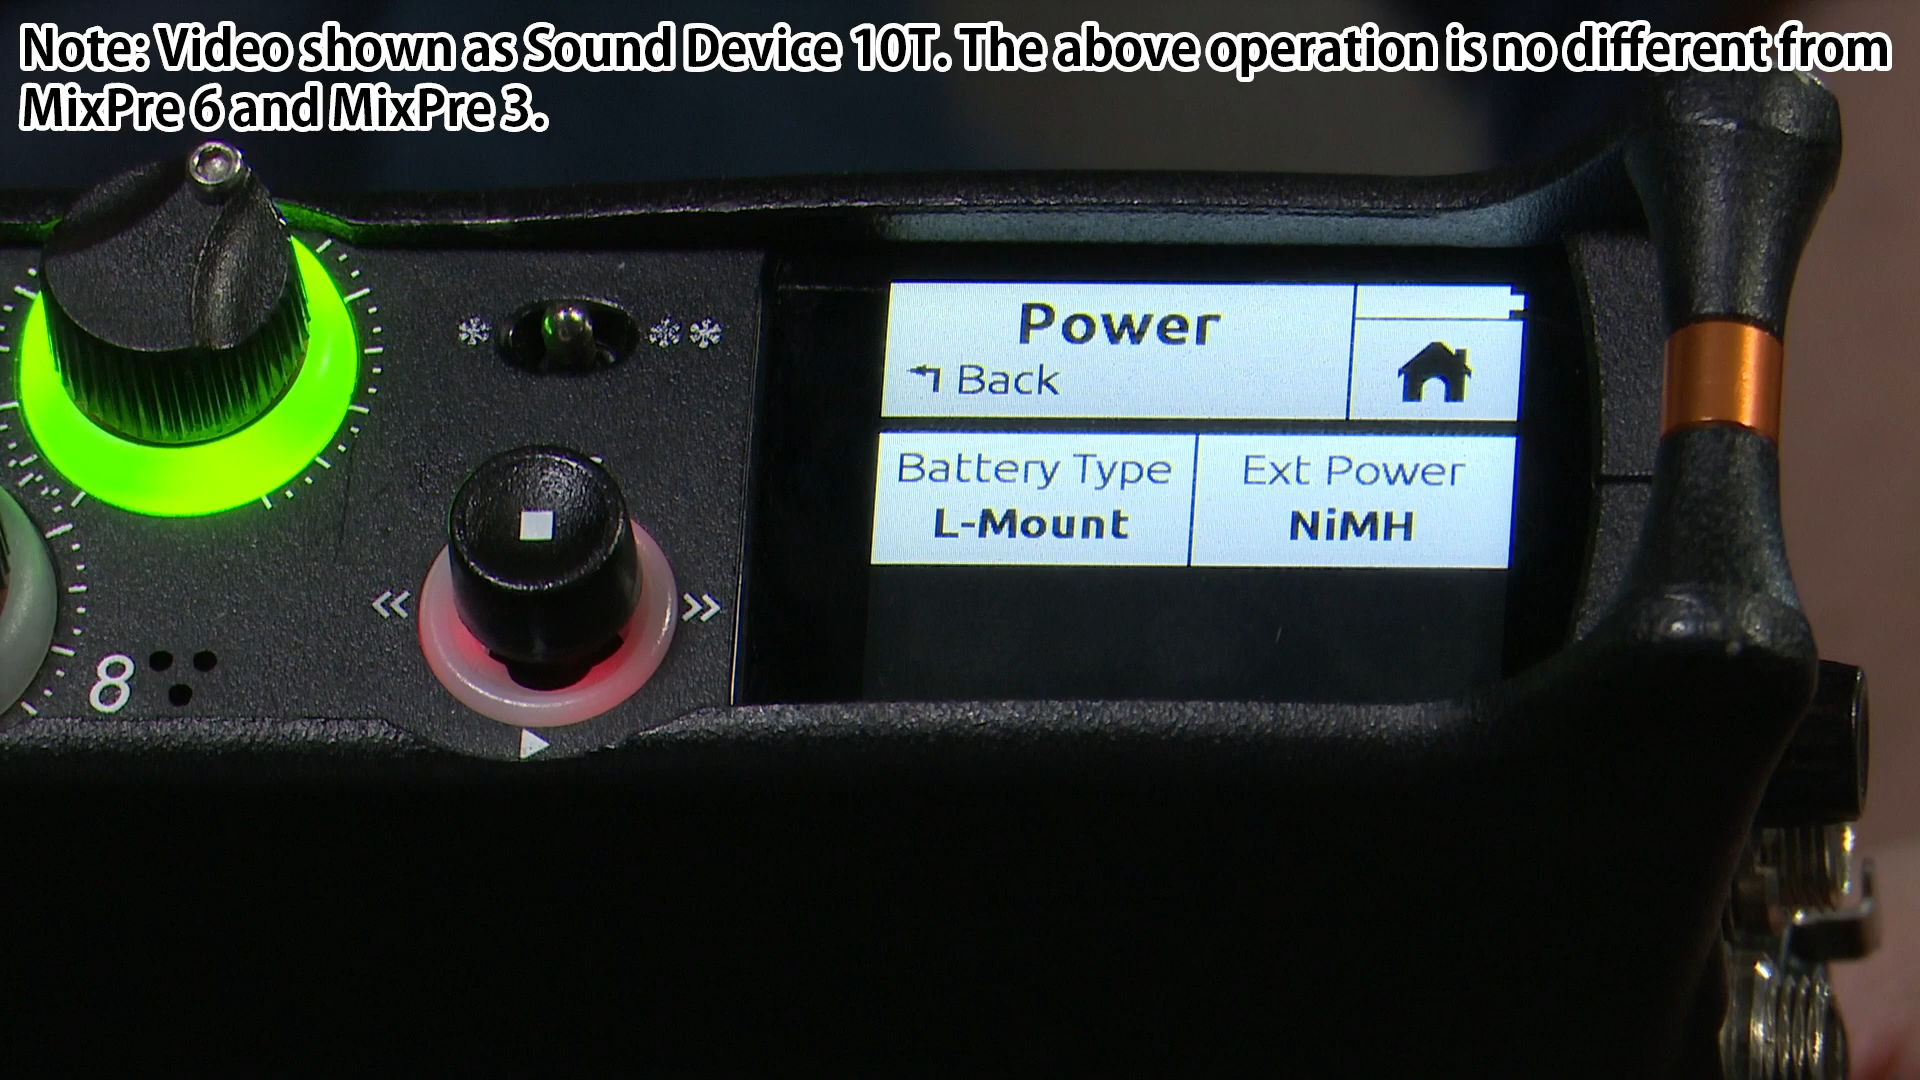 Note: Video shown as Sound Device 10T. The above operation is no different from
MixPre 6 and MixPre 3.
Power
Back
Battery Type
L-Mount
Ext Power
NiMH
8